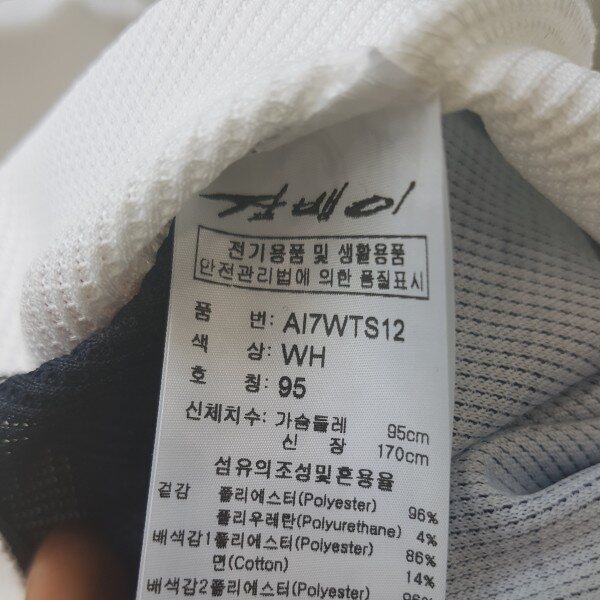 전기용품 및 생활용품
안전관리법에 의한 품질표시
품 번: AI7WTS12
색 상: WH
호 칭: 95
신체치수: 가슴둘레 95cm
신 장 170cm
섬유의조성및혼용율
겉감 폴리에스터(Polyester) 96%
폴리우레탄(Polyurethane) 4%
배색감1폴리에스터(Polyester) 86%
면(Cotton) 14%
배색감2폴리에스터(Polyester) 96%